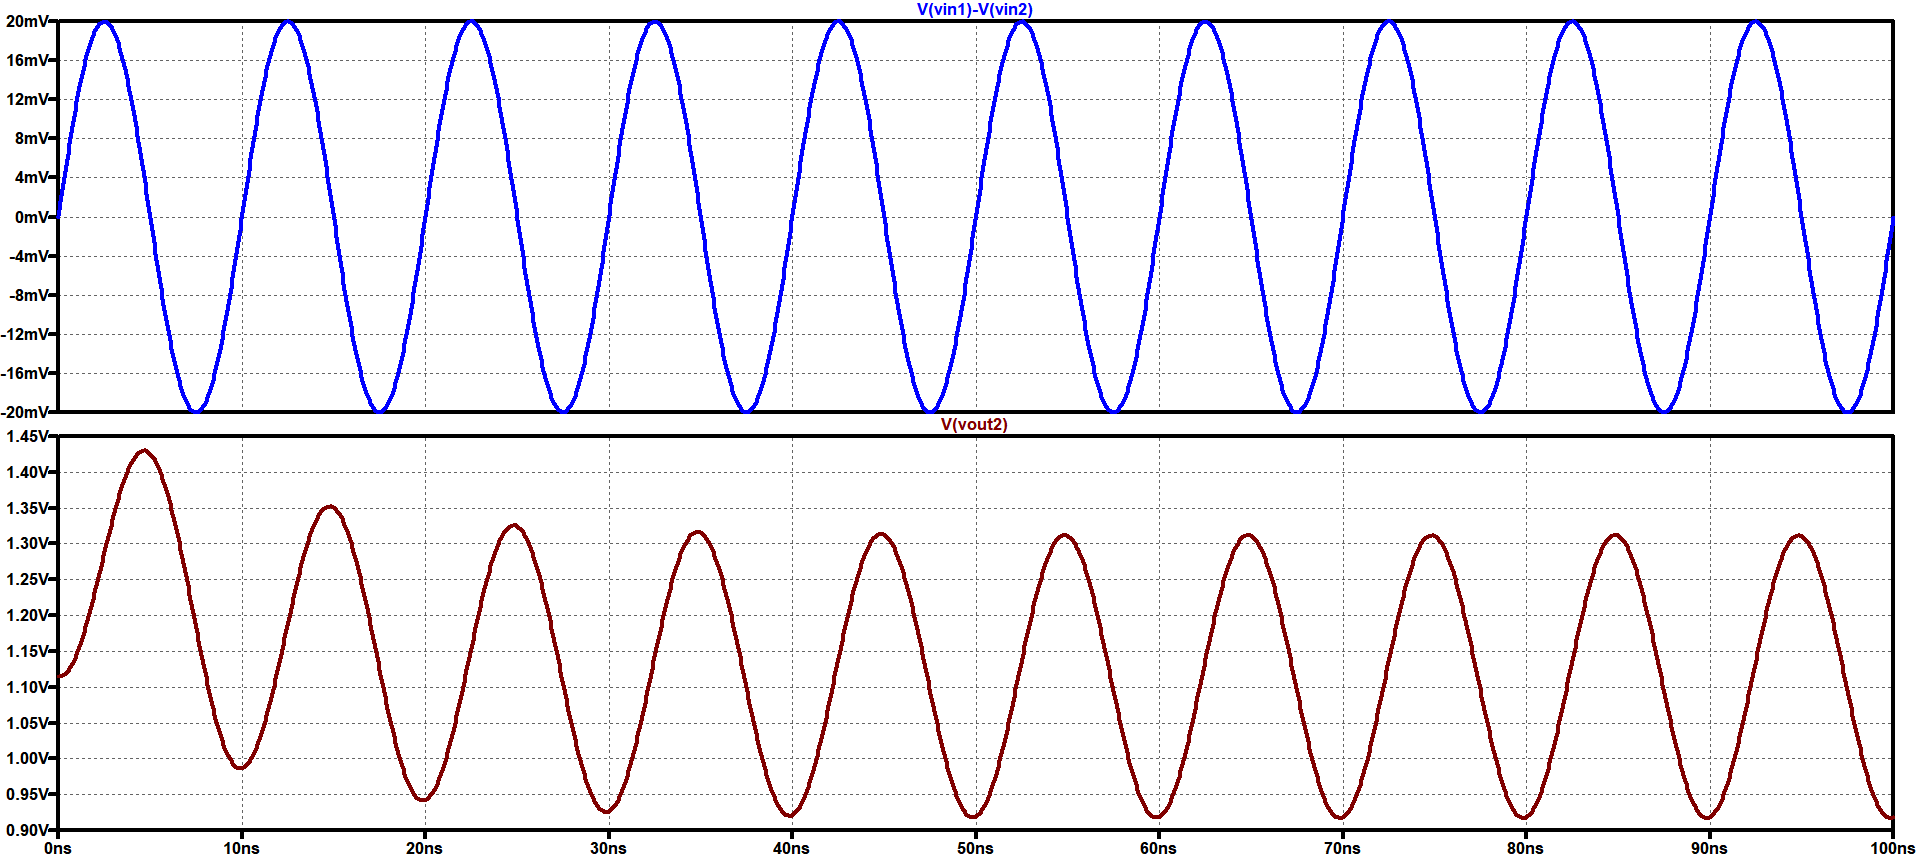 V(vin1)-V(vin2)
20mV
16mV
12mV
8mV
4mV
0mV
-4mV
-8mV
-12mV
-16mV
-20mV
V(vout2)
1.45V
1.40V
1.35V
1.30V
1.25V
1.20V
1.15V
1.10V
1.05V
1.00V
0.95V
0.90V
0ns 10ns 20ns 30ns 40ns 50ns 60ns 70ns 80ns 90ns 100ns